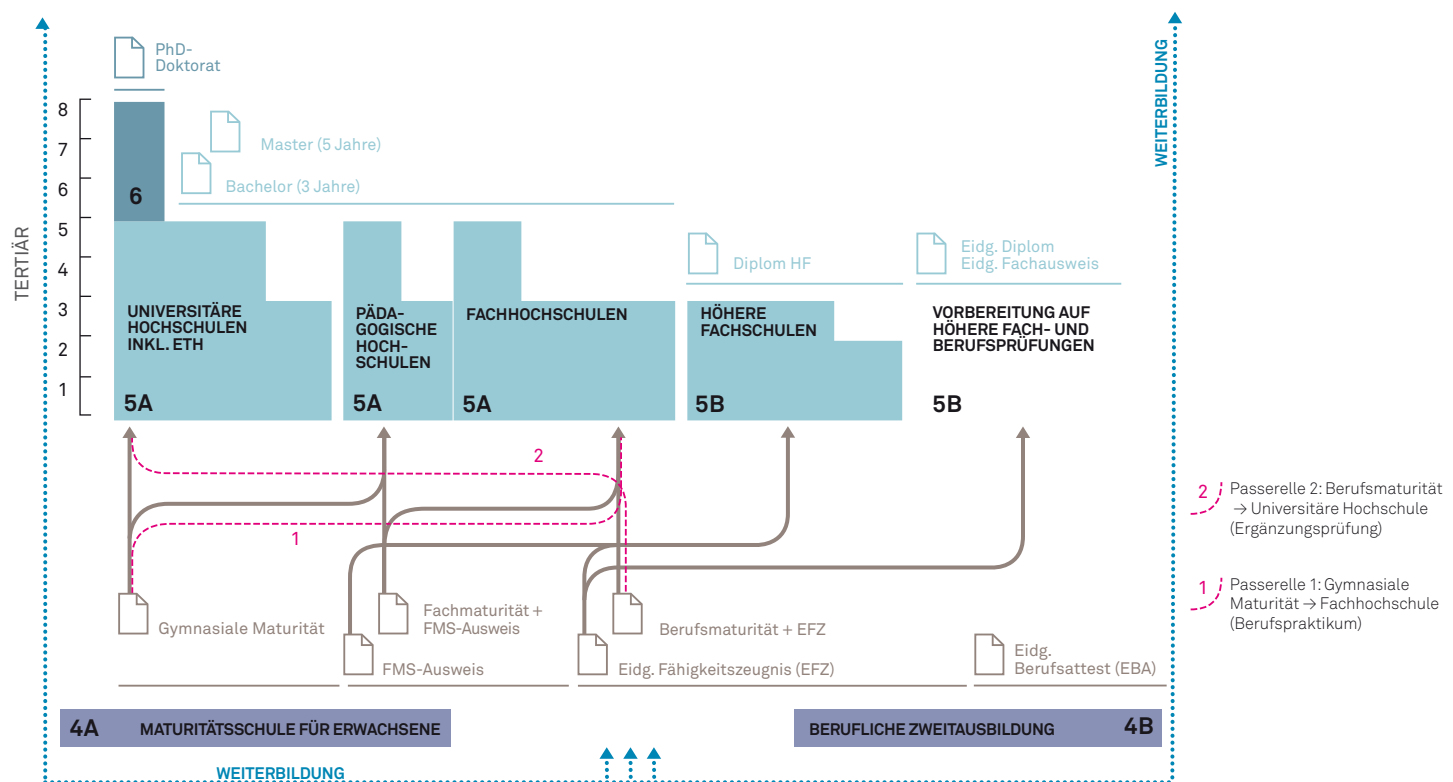 PhD-
Doktorat
WEITERBILDUNG
TERTIÄR
8
7
6
5
4
3
2
1
Master (5 Jahre)
Bachelor (3 Jahre)
6
Diplom HF
Eidg. Diplom
Eidg. Fachausweis
UNIVERSITÄRE
HOCHSCHULEN
INKL. ETH
5A
PÄDA-
GOGISCHE
HOCH-
SCHULEN
5A
FACHHOCHSCHULEN
5A
HÖHERE
FACHSCHULEN
5B
VORBEREITUNG AUF
HÖHERE FACH- UND
BERUFSPRÜFUNGEN
5B
2
1
2
Passerelle 2: Berufsmaturität
→ Universitäre Hochschule
(Ergänzungsprüfung)
1
Passerelle 1: Gymnasiale
Maturität → Fachhochschule
(Berufspraktikum)
Gymnasiale Maturität
Fachmaturität +
FMS-Ausweis
Berufsmaturität + EFZ
FMS-Ausweis
Eidg. Fähigkeitszeugnis (EFZ)
Eidg.
Berufsattest (EBA)
4A MATURITÄTSSCHULE FÜR ERWACHSENE
BERUFLICHE ZWEITAUSBILDUNG 4B
WEITERBILDUNG